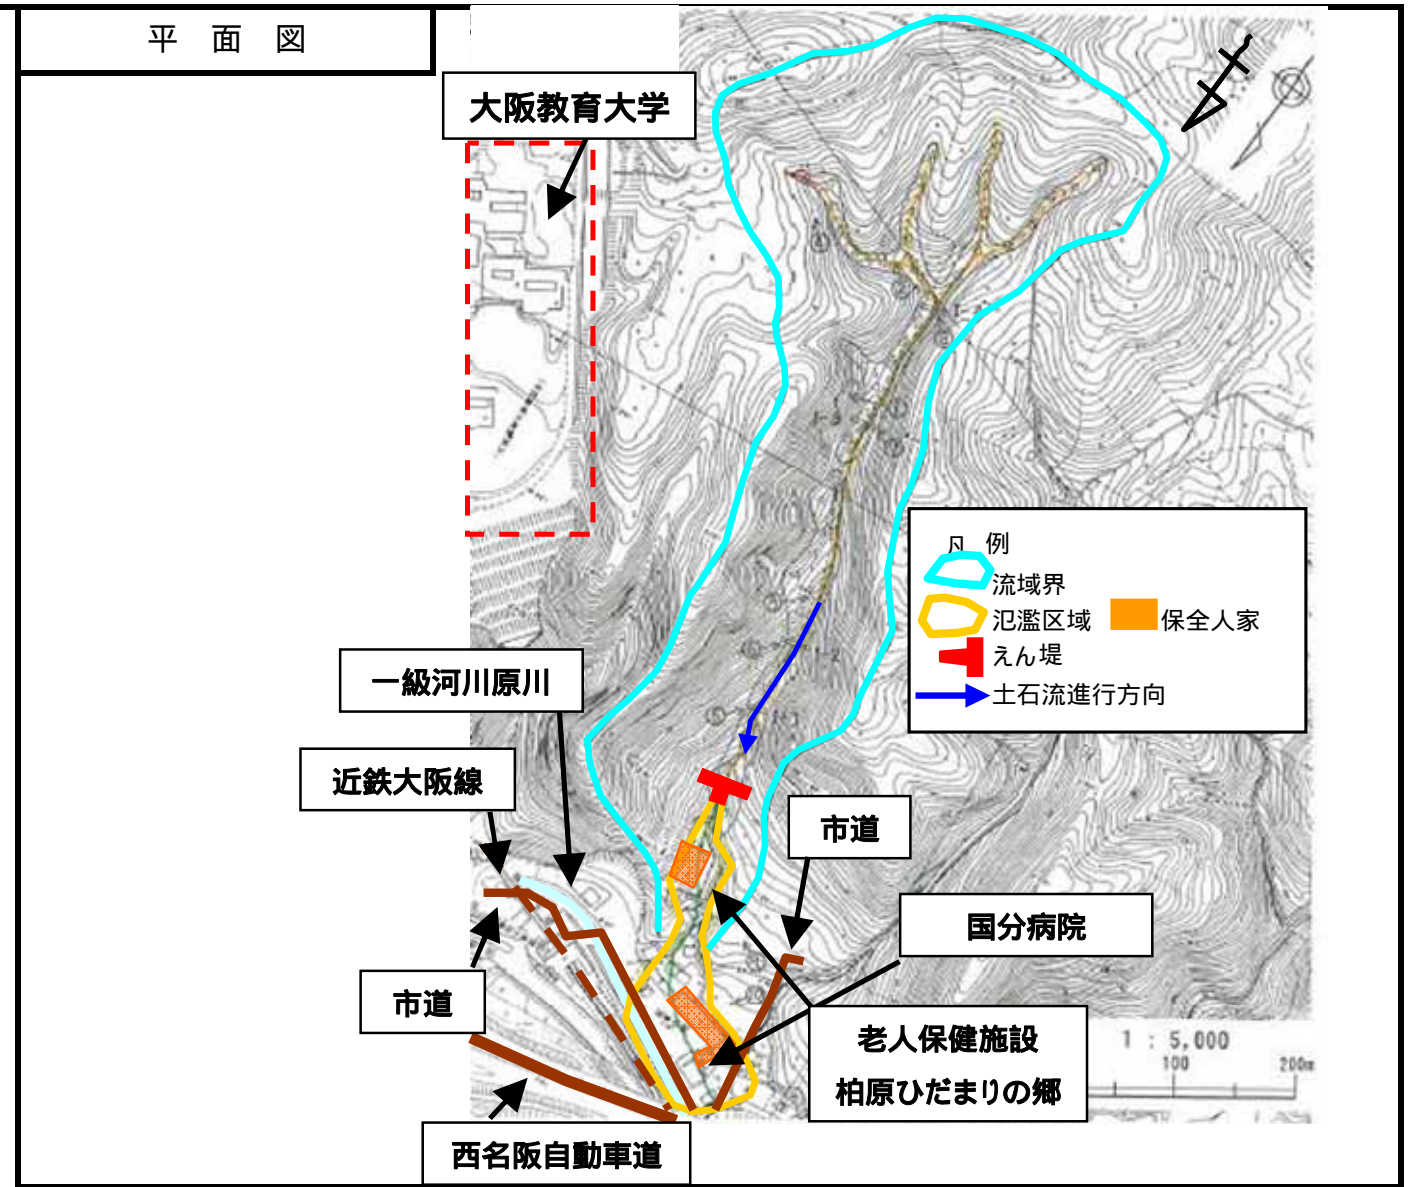 平 面 図
大阪教育大学
凡 例
流域界
氾濫区域
保全人家
えん堤
土石流進行方向
一級河川原川
近鉄大阪線
市道
国分病院
市道
老人保健施設
柏原ひだまりの郷
1 : 5,000
100
200m
西名阪自動車道